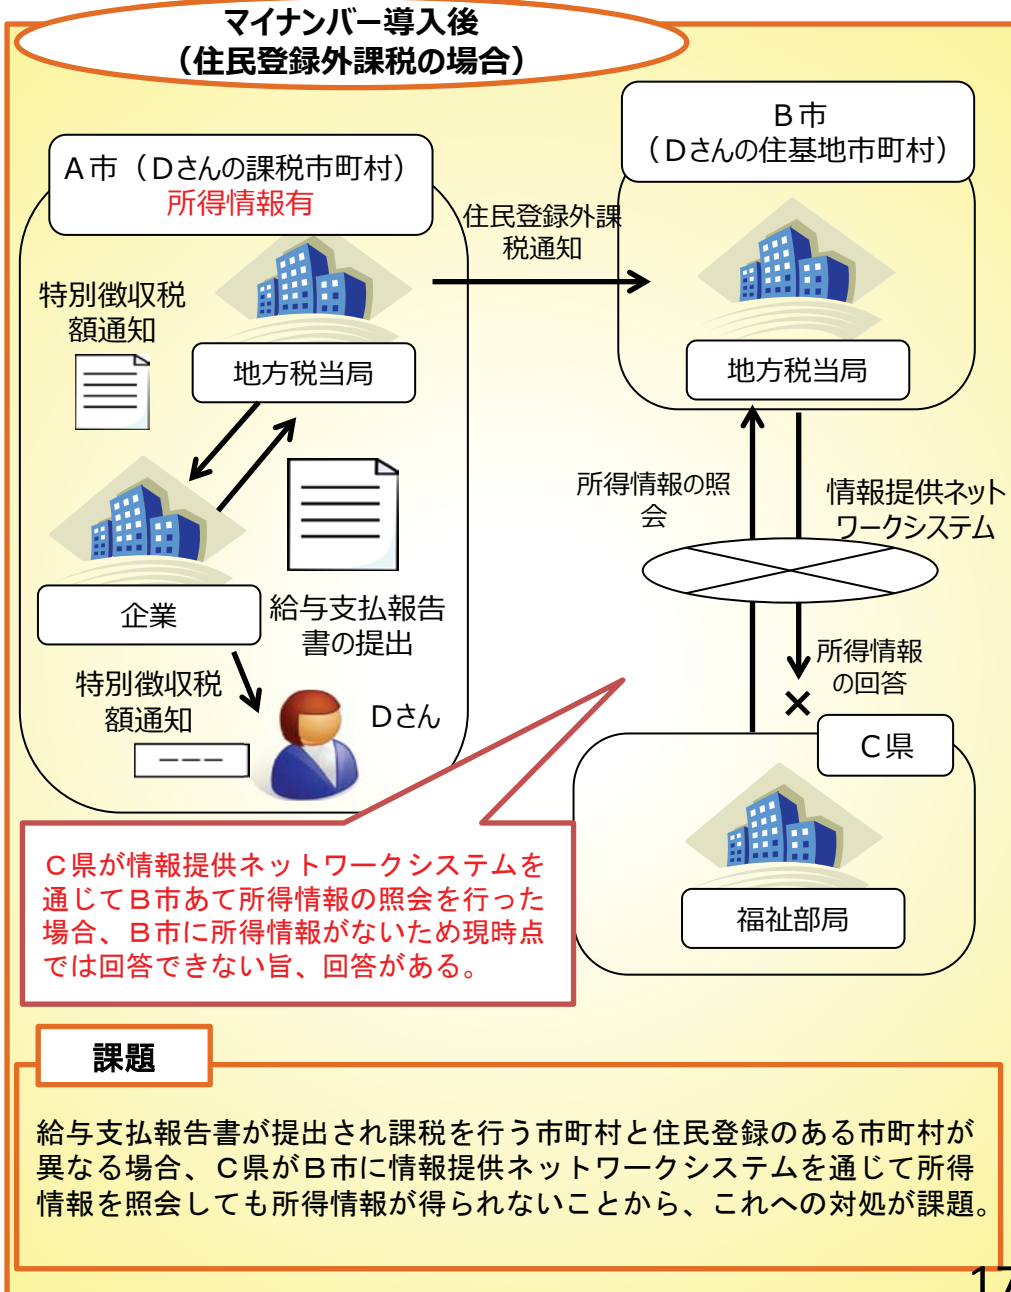 マイナンバー導入後
（住民登録外課税の場合）
Ａ市（Ｄさんの課税市町村）
所得情報有
Ｂ市
（Ｄさんの住基地市町村）
住民登録外課
税通知
特別徴収税
額通知
地方税当局
地方税当局
所得情報の照
会
情報提供ネット
ワークシステム
企業
給与支払報告
書の提出
特別徴収税
額通知
Ｄさん
所得情報
の回答
×
Ｃ県
福祉部局
Ｃ県が情報提供ネットワークシステムを
通じてＢ市あて所得情報の照会を行った
場合、Ｂ市に所得情報がないため現時点
では回答できない旨、回答がある。
課題
給与支払報告書が提出され課税を行う市町村と住民登録のある市町村が
異なる場合、Ｃ県がＢ市に情報提供ネットワークシステムを通じて所得
情報を照会しても所得情報が得られないことから、これへの対処が課題。
17